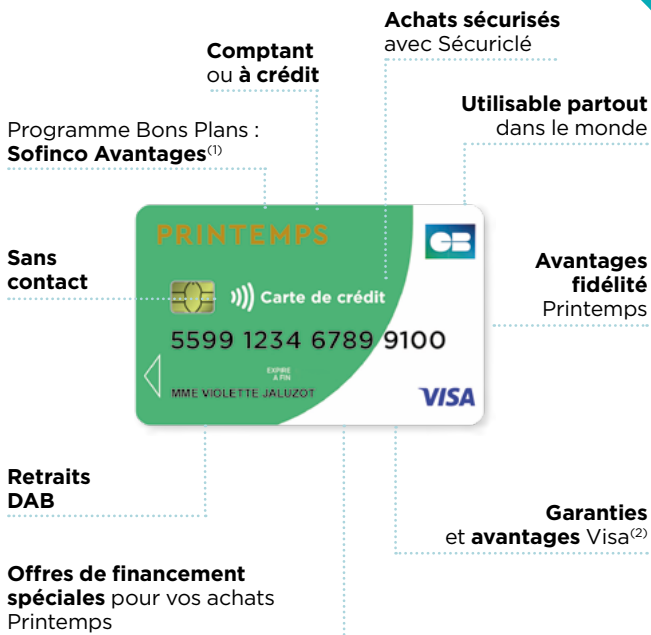 Achats sécurisés
avec Sécuriclé
Comptant
ou à crédit
Utilisable partout
dans le monde
Programme Bons Plans :
Sofinco Avantages(1)
PRINTEMPS
CB
Sans
contact
Carte de crédit
Avantages
fidélité
Printemps
5599 1234 6789 9100
EXPIRE
A FIN
MME VIOLETTE JALUZOT
VISA
Retraits
DAB
Garanties
et avantages Visa(2)
Offres de financement
spéciales pour vos achats
Printemps